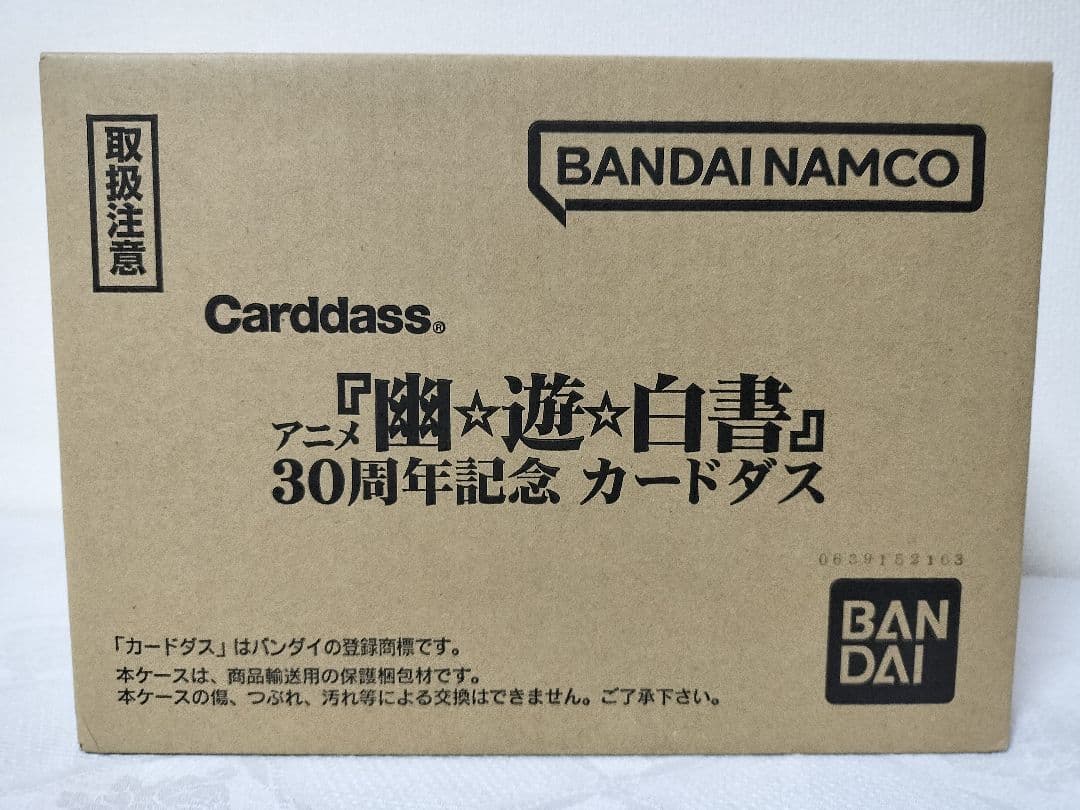 取扱注意
BANDAI NAMCO
Carddass®
アニメ『幽☆遊☆白書』
30周年記念 カードダス
0639152163
BAN
DAI
「カードダス」はバンダイの登録商標です。
本ケースは、商品輸送用の保護梱包材です。
本ケースの傷、つぶれ、汚れ等による交換はできません。ご了承下さい。